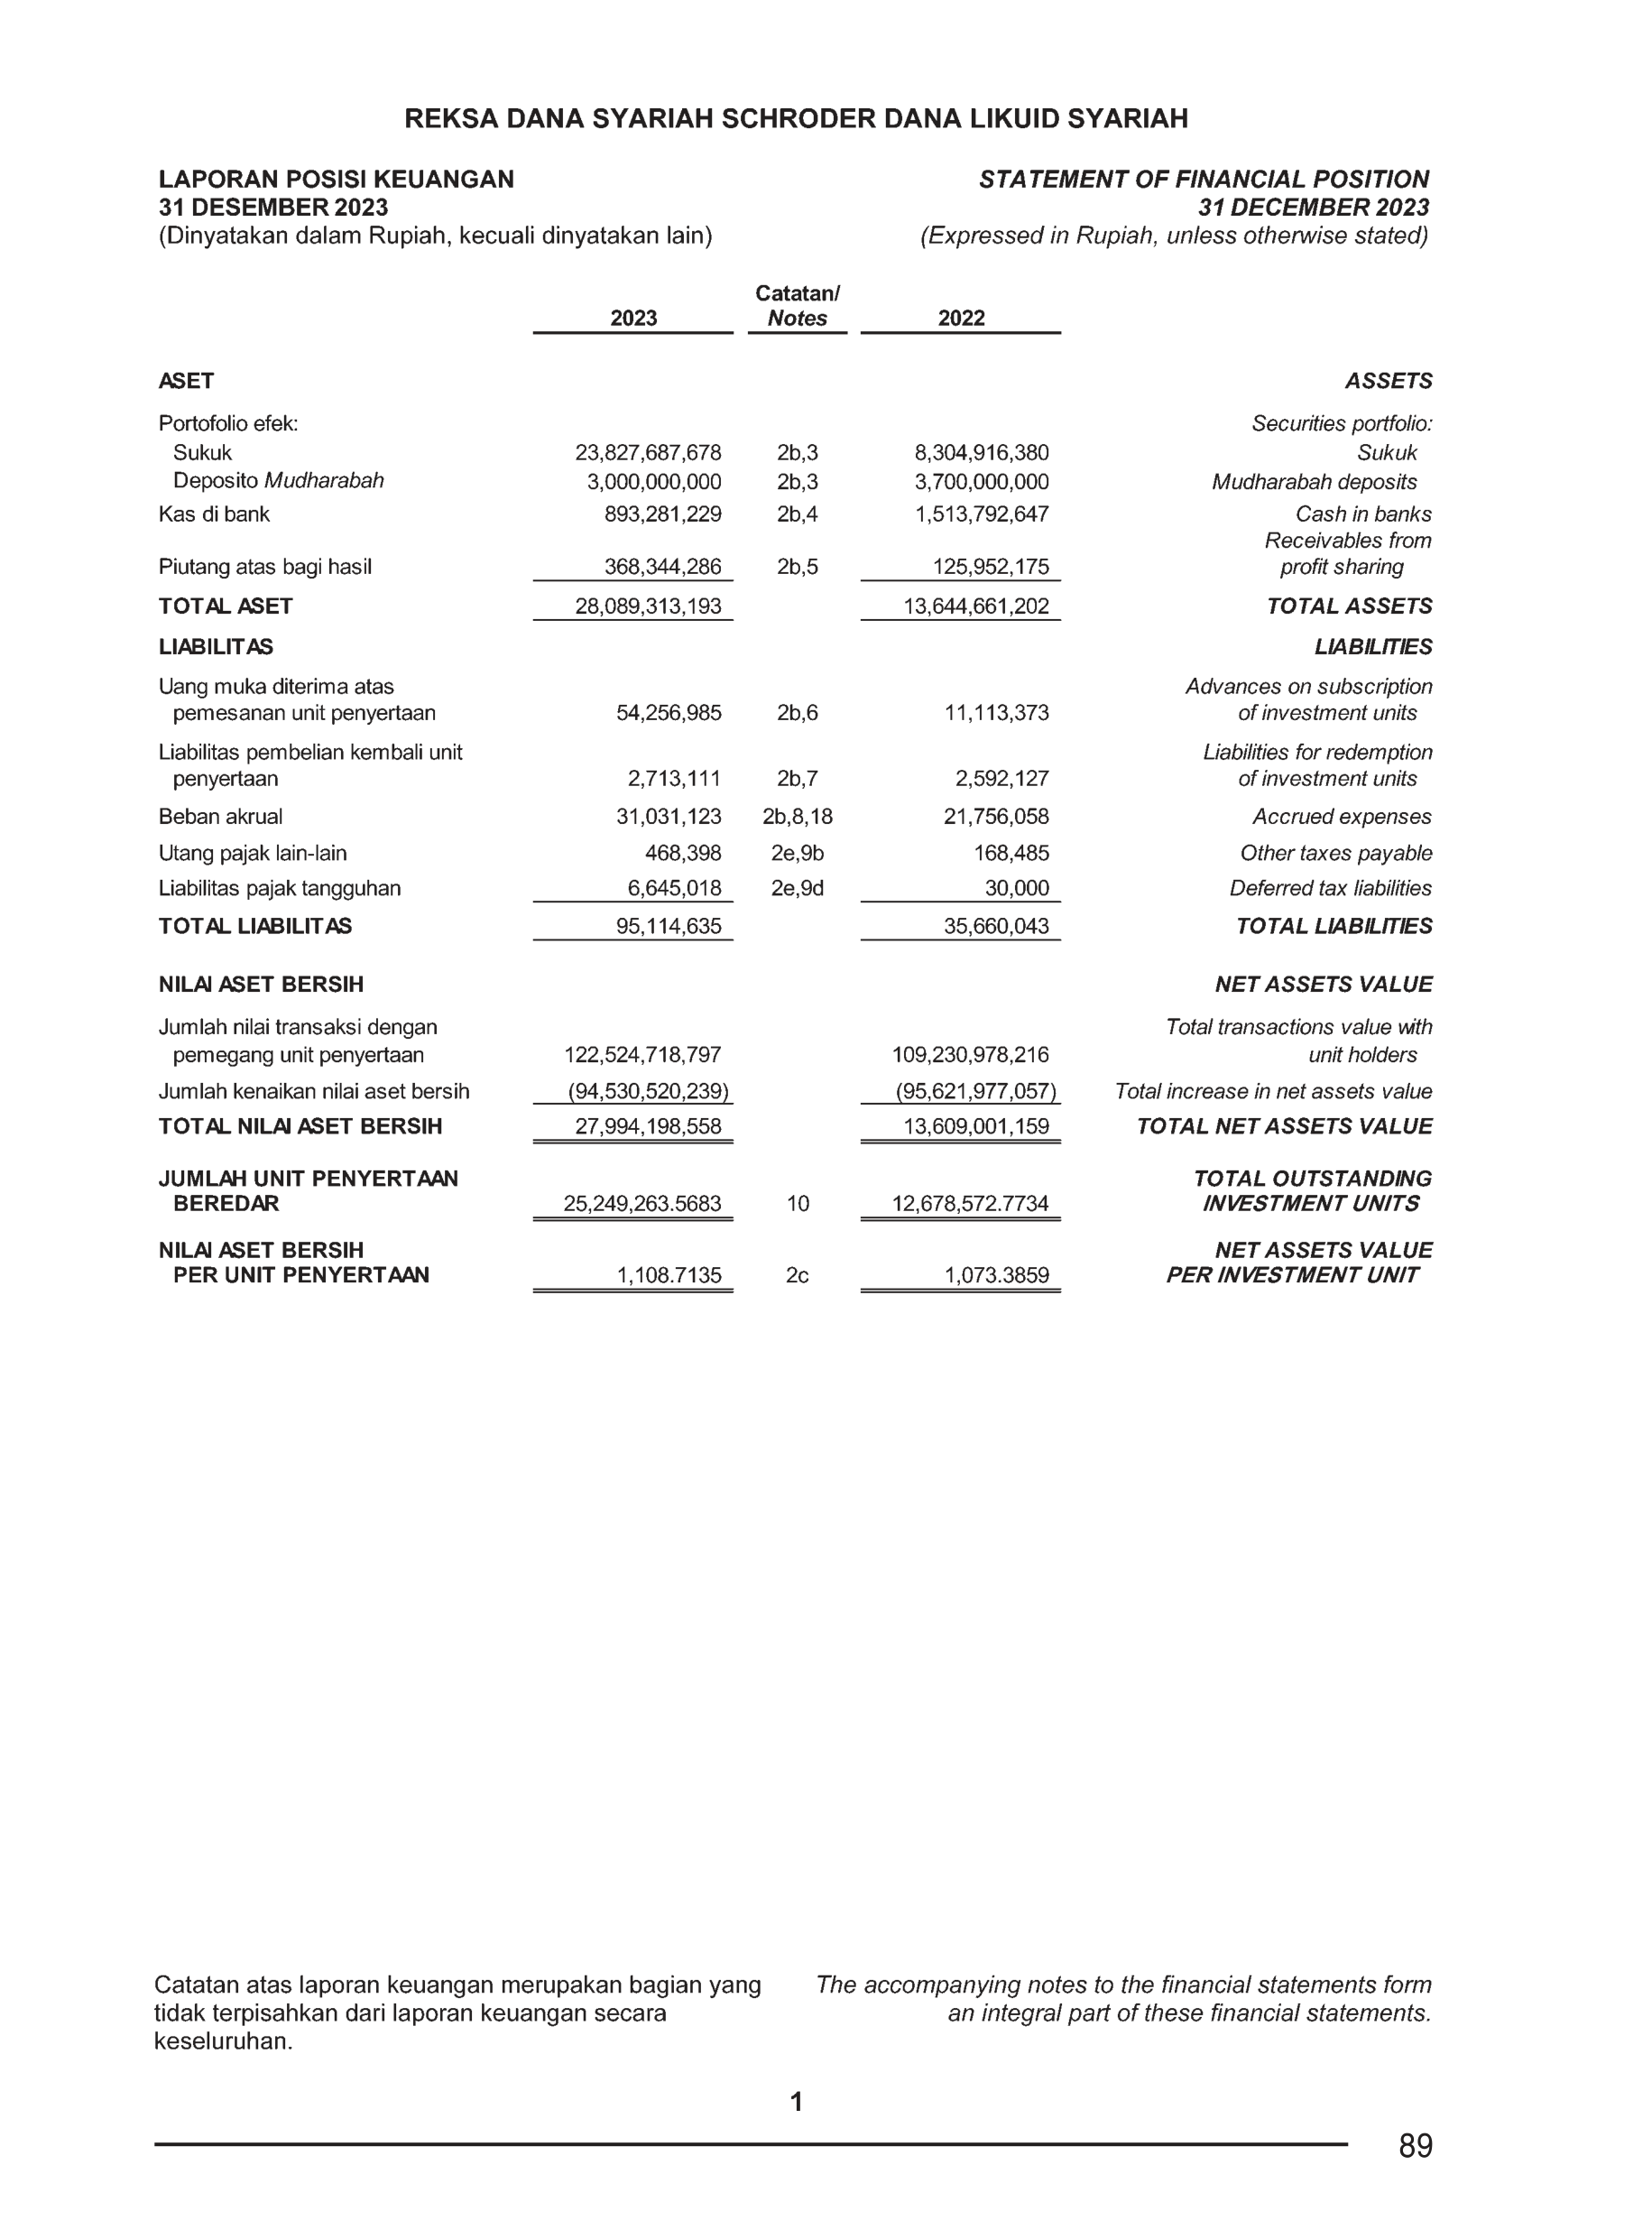 REKSA DANA SYARIAH SCHRODER DANA LIKUID SYARIAH
LAPORAN POSISI KEUANGAN STATEMENT OF FINANCIAL POSITION
31 DESEMBER 2023 31 DECEMBER 2023
(Dinyatakan dalam Rupiah, kecuali dinyatakan lain) (Expressed in Rupiah, unless otherwise stated)
Catatan/
2023 Notes 2022
ASET ASSETS
Portofolio efek: Securities portfolio:
Sukuk 23,827,687,678 2b,3 8,304,916,380 Sukuk
Deposito Mudharabah 3,000,000,000 2b,3 3,700,000,000 Mudharabah deposits
Kas di bank 893,281,229 2b,4 1,513,792,647 Cash in banks
Receivables from
Piutang atas bagi hasil 368,344,286 2b,5 125,952,175 profit sharing
TOTAL ASET 28,089,313,193 13,644,661,202 TOTAL ASSETS
LIABILITAS LIABILITIES
Uang muka diterima atas Advances on subscription
pemesanan unit penyertaan 54,256,985 2b,6 11,113,373 of investment units
Liabilitas pembelian kembali unit Liabilities for redemption
penyertaan 2,713,111 2b,7 2,592,127 of investment units
Beban akrual 31,031,123 2b,8,18 21,756,058 Accrued expenses
Utang pajak lain-lain 468,398 2e,9b 168,485 Other taxes payable
Liabilitas pajak tangguhan 6,645,018 2e,9d 30,000 Deferred tax liabilities
TOTAL LIABILITAS 95,114,635 35,660,043 TOTAL LIABILITIES
NILAI ASET BERSIH NET ASSETS VALUE
Jumlah nilai transaksi dengan Total transactions value with
pemegang unit penyertaan 122,524,718,797 109,230,978,216 unit holders
Jumlah kenaikan nilai aset bersih (94,530,520,239) (95,621,977,057) Total increase in net assets value
TOTAL NILAI ASET BERSIH 27,994,198,558 13,609,001,159 TOTAL NET ASSETS VALUE
JUMLAH UNIT PENYERTAAN TOTAL OUTSTANDING
BEREDAR 25,249,263.5683 10 12,678,572.7734 INVESTMENT UNITS
NILAI ASET BERSIH NET ASSETS VALUE
PER UNIT PENYERTAAN 1,108.7135 2c 1,073.3859 PER INVESTMENT UNIT
Catatan atas laporan keuangan merupakan bagian yang The accompanying notes to the financial statements form
tidak terpisahkan dari laporan keuangan secara an integral part of these financial statements.
keseluruhan.
1
89